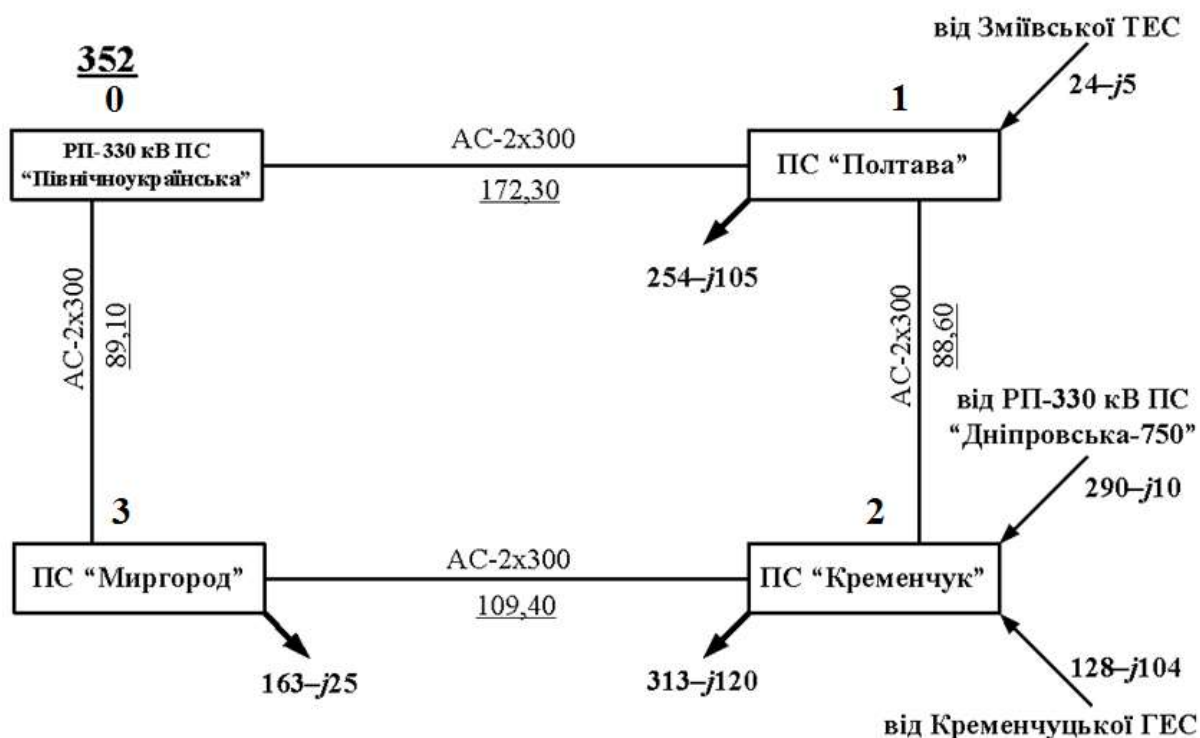 від Зміївської ТЕС
24–j5
352
0
1
РП-330 кВ ПС
“Північноукраїнська”
АС-2х300
172,30
ПС “Полтава”
254–j105
АС-2х300
89,10
АС-2х300
88,60
від РП-330 кВ ПС
“Дніпровська-750”
290–j10
3
2
ПС “Миргород”
АС-2х300
109,40
ПС “Кременчук”
163–j25
313–j120
128–j104
від Кременчуцької ГЕС